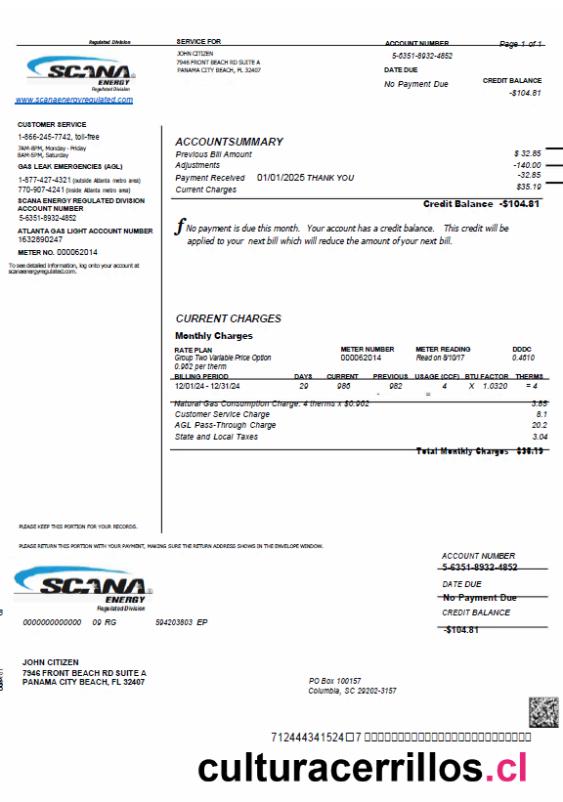 Regulated Division
SERVICE FOR
ACCOUNT NUMBER
Page 1 of 1
SCANA
ENERGY
Regulated Division
www.scanaenergyregulated.com
JOHN CITIZEN
7946 FRONT BEACH RD SUITE A
PANAMA CITY BEACH, FL 32407
5-6351-8932-4852
DATE DUE
No Payment Due
CREDIT BALANCE
-$104.81
CUSTOMER SERVICE
1-866-245-7742, toll-free
7AM-8PM, Monday - Friday
8AM-5PM, Saturday
GAS LEAK EMERGENCIES (AGL)
1-877-427-4321 (outside Atlanta metro area)
770-907-4241 (inside Atlanta metro area)
SCANA ENERGY REGULATED DIVISION
ACCOUNT NUMBER
5-6351-8932-4852
ATLANTA GAS LIGHT ACCOUNT NUMBER
1632890247
METER NO. 000062014
To see detailed information, log onto your account at
scanaenergyregulated.com.
ACCOUNTSUMMARY
Previous Bill Amount $ 32.85
Adjustments -140.00
Payment Received 01/01/2025 THANK YOU -32.85
Current Charges $35.19
Credit Balance -$104.81
f No payment is due this month. Your account has a credit balance. This credit will be
applied to your next bill which will reduce the amount of your next bill.
CURRENT CHARGES
Monthly Charges
RATE PLAN METER NUMBER METER READING DDDC
Group Two Variable Price Option 000062014 Read on 8/10/17 0.4610
0.962 per therm
BILLING PERIOD DAYS CURRENT PREVIOUS USAGE (CCF) BTU FACTOR THERMS
12/01/24 - 12/31/24 29 986 982 4 X 1.0320 = 4
- =
Natural Gas Consumption Charge: 4 therms x $0.962 3.85
Customer Service Charge 8.1
AGL Pass-Through Charge 20.2
State and Local Taxes 3.04
Total Monthly Charges $35.19
PLEASE KEEP THIS PORTION FOR YOUR RECORDS.
PLEASE RETURN THIS PORTION WITH YOUR PAYMENT, MAKING SURE THE RETURN ADDRESS SHOWS IN THE ENVELOPE WINDOW.
SCANA
ENERGY
Regulated Division
ACCOUNT NUMBER
5-6351-8932-4852
DATE DUE
No Payment Due
CREDIT BALANCE
-$104.81
0000000000000 09 RG 594203803 EP
JOHN CITIZEN
7946 FRONT BEACH RD SUITE A
PANAMA CITY BEACH, FL 32407
PO Box 100157
Columbia, SC 29202-3157
712444341524□7 □□□□□□□□□□□□□□□□□□□□□□□□□
culturacerrillos.cl